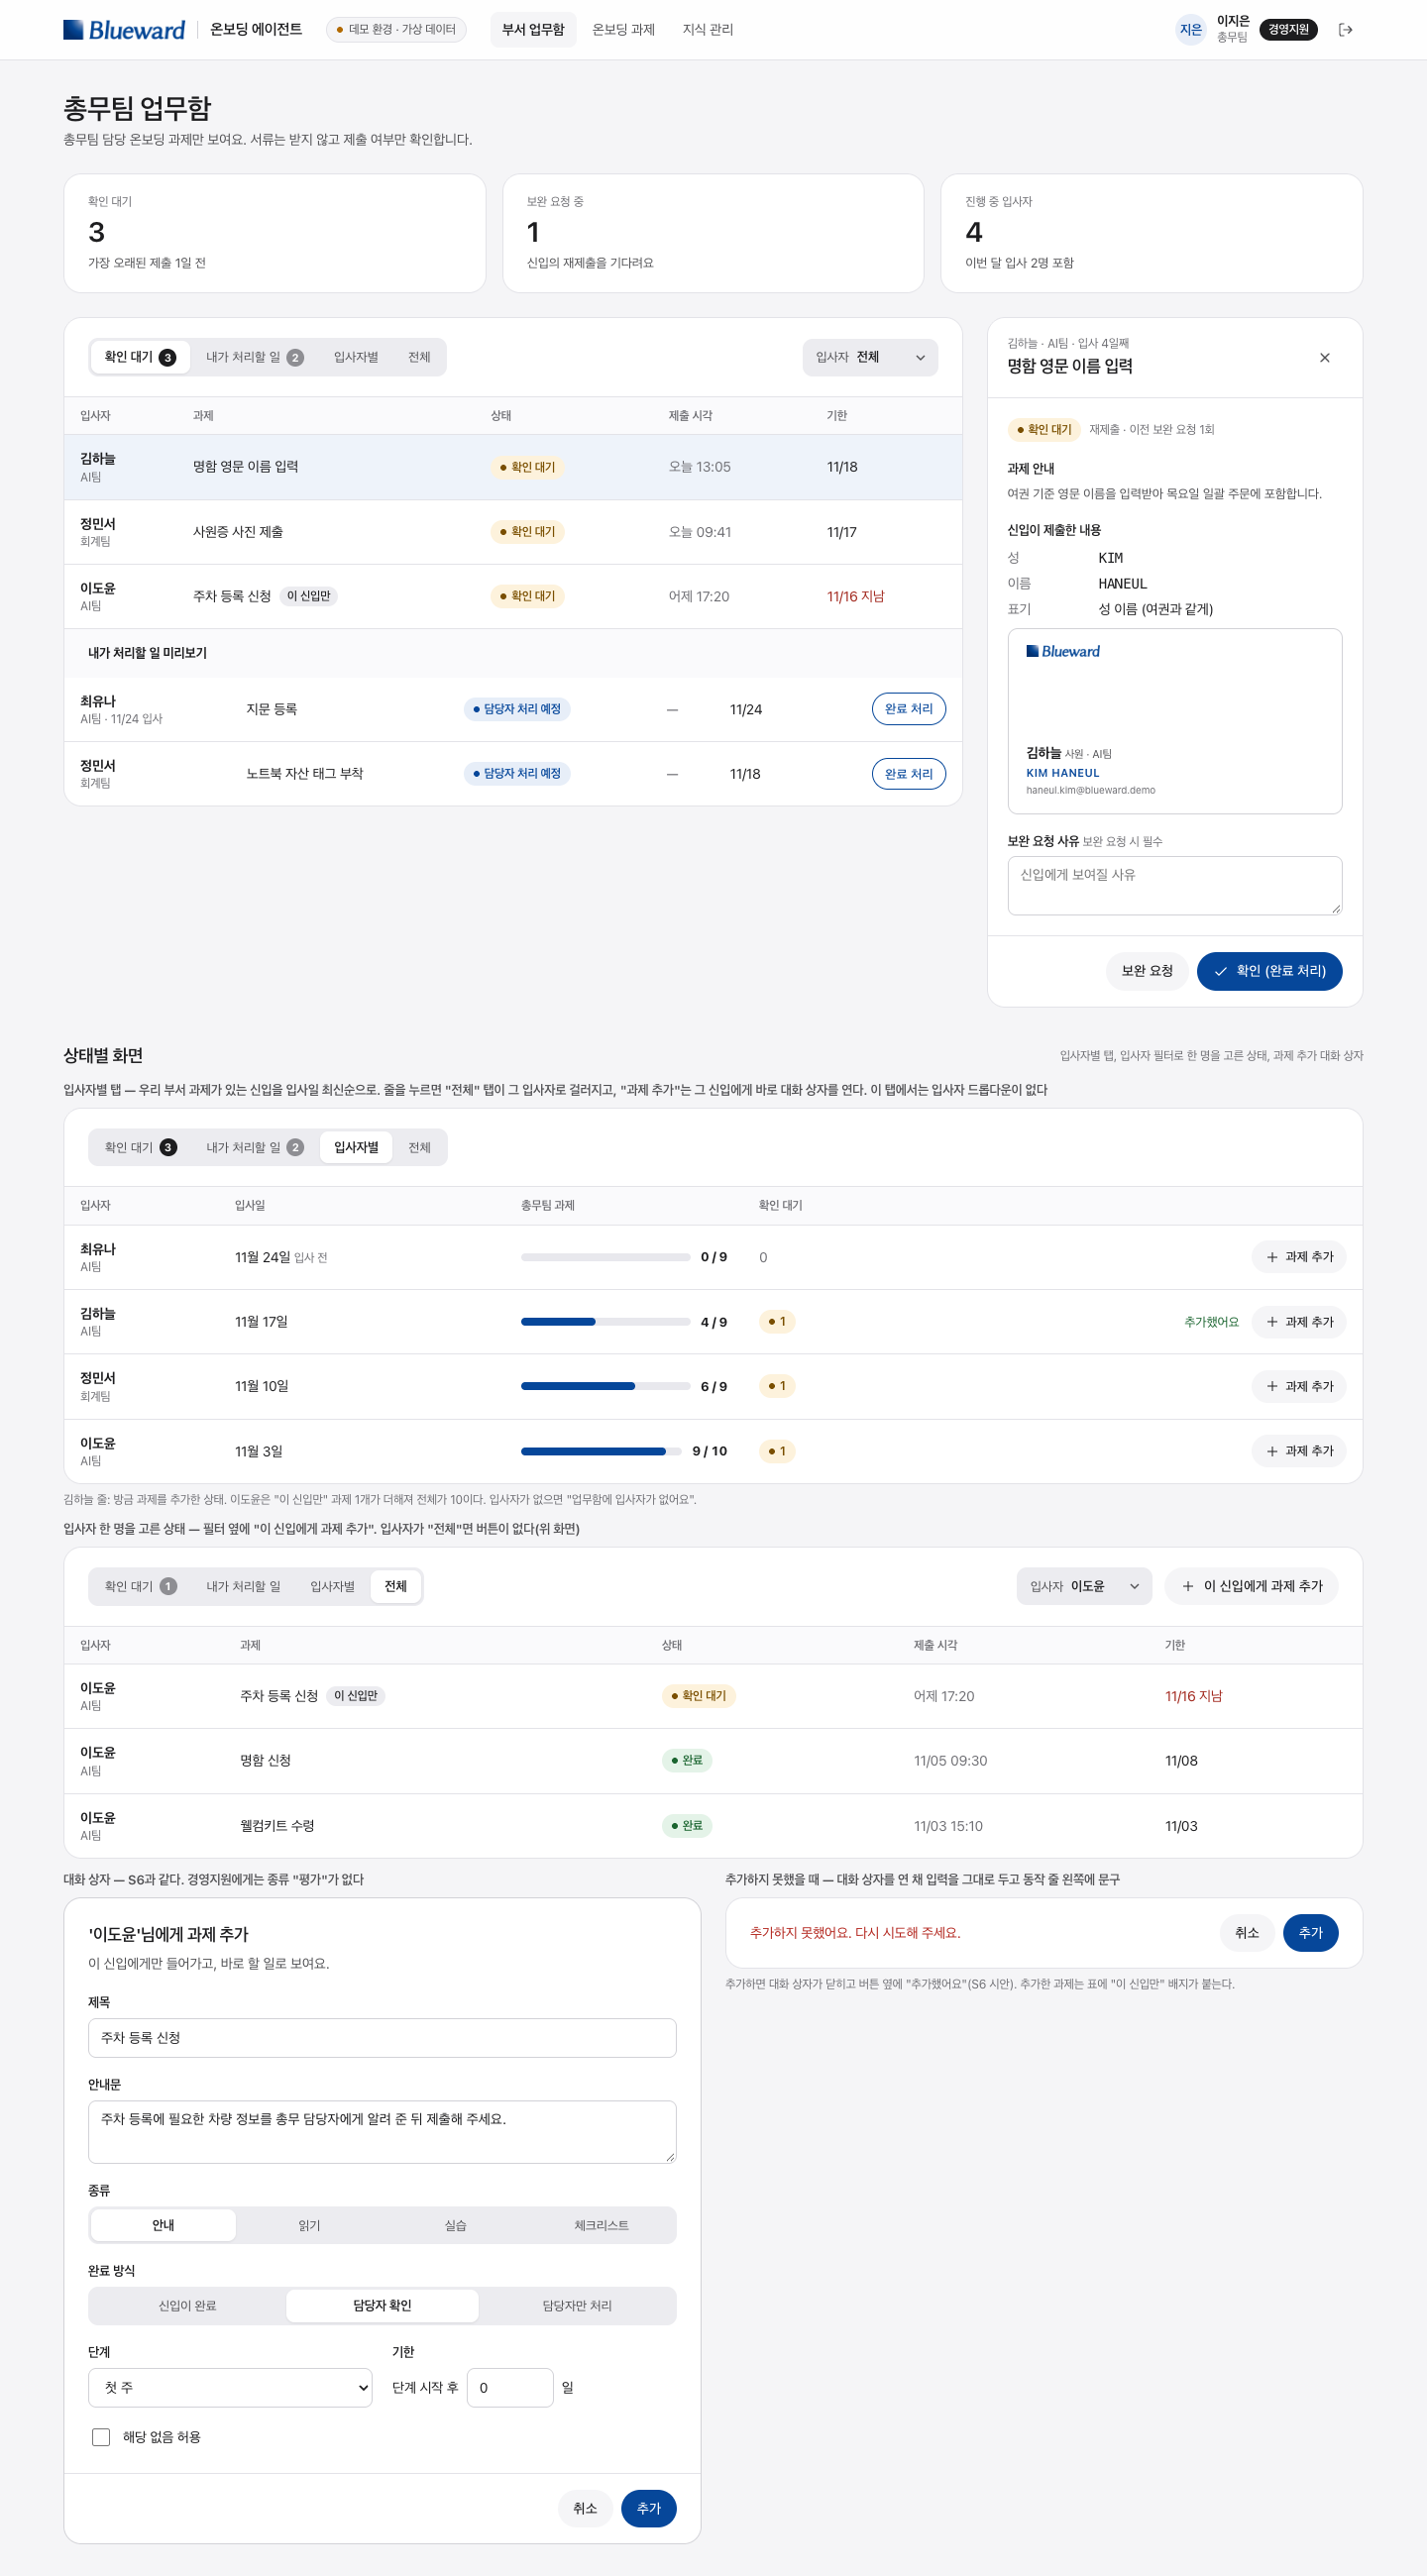 Blueward 온보딩 에이전트 데모 환경 · 가상 데이터 부서 업무함 온보딩 과제 지식 관리 지은 이지은 총무팀 경영지원
총무팀 업무함
총무팀 담당 온보딩 과제만 보여요. 서류는 받지 않고 제출 여부만 확인합니다.
확인 대기
3
가장 오래된 제출 1일 전
보완 요청 중
1
신입의 재제출을 기다려요
진행 중 입사자
4
이번 달 입사 2명 포함
확인 대기 3 내가 처리할 일 2 입사자별 전체 입사자 전체
입사자 과제 상태 제출 시각 기한
김하늘 AI팀 명함 영문 이름 입력 확인 대기 오늘 13:05 11/18
정민서 회계팀 사원증 사진 제출 확인 대기 오늘 09:41 11/17
이도윤 AI팀 주차 등록 신청 이 신입만 확인 대기 어제 17:20 11/16 지남
내가 처리할 일 미리보기
최유나 AI팀 · 11/24 입사 지문 등록 담당자 처리 예정 — 11/24 완료 처리
정민서 회계팀 노트북 자산 태그 부착 담당자 처리 예정 — 11/18 완료 처리
김하늘 · AI팀 · 입사 4일째
명함 영문 이름 입력
확인 대기 재제출 · 이전 보완 요청 1회
과제 안내
여권 기준 영문 이름을 입력받아 목요일 일괄 주문에 포함합니다.
신입이 제출한 내용
성 KIM
이름 HANEUL
표기 성 이름 (여권과 같게)
Blueward
김하늘 사원 · AI팀
KIM HANEUL
haneul.kim@blueward.demo
보완 요청 사유 보완 요청 시 필수
신입에게 보여질 사유
보완 요청 확인 (완료 처리)
상태별 화면
입사자별 탭, 입사자 필터로 한 명을 고른 상태, 과제 추가 대화 상자
입사자별 탭 — 우리 부서 과제가 있는 신입을 입사일 최신순으로. 줄을 누르면 "전체" 탭이 그 입사자로 걸러지고, "과제 추가"는 그 신입에게 바로 대화 상자를 연다. 이 탭에서는 입사자 드롭다운이 없다
확인 대기 3 내가 처리할 일 2 입사자별 전체
입사자 입사일 총무팀 과제 확인 대기
최유나 AI팀 11월 24일 입사 전 0 / 9 0 과제 추가
김하늘 AI팀 11월 17일 4 / 9 1 추가했어요 과제 추가
정민서 회계팀 11월 10일 6 / 9 1 과제 추가
이도윤 AI팀 11월 3일 9 / 10 1 과제 추가
김하늘 줄: 방금 과제를 추가한 상태. 이도윤은 "이 신입만" 과제 1개가 더해져 전체가 10이다. 입사자가 없으면 "업무함에 입사자가 없어요".
입사자 한 명을 고른 상태 — 필터 옆에 "이 신입에게 과제 추가". 입사자가 "전체"면 버튼이 없다(위 화면)
확인 대기 1 내가 처리할 일 입사자별 전체 입사자 이도윤 이 신입에게 과제 추가
입사자 과제 상태 제출 시각 기한
이도윤 AI팀 주차 등록 신청 이 신입만 확인 대기 어제 17:20 11/16 지남
이도윤 AI팀 명함 신청 완료 11/05 09:30 11/08
이도윤 AI팀 웰컴키트 수령 완료 11/03 15:10 11/03
대화 상자 — S6과 같다. 경영지원에게는 종류 "평가"가 없다
'이도윤'님에게 과제 추가
이 신입에게만 들어가고, 바로 할 일로 보여요.
제목
주차 등록 신청
안내문
주차 등록에 필요한 차량 정보를 총무 담당자에게 알려 준 뒤 제출해 주세요.
종류
안내 읽기 실습 체크리스트
완료 방식
신입이 완료 담당자 확인 담당자만 처리
단계 기한
첫 주 단계 시작 후 0 일
해당 없음 허용
취소 추가
추가하지 못했을 때 — 대화 상자를 연 채 입력을 그대로 두고 동작 줄 왼쪽에 문구
추가하지 못했어요. 다시 시도해 주세요. 취소 추가
추가하면 대화 상자가 닫히고 버튼 옆에 "추가했어요"(S6 시안). 추가한 과제는 표에 "이 신입만" 배지가 붙는다.